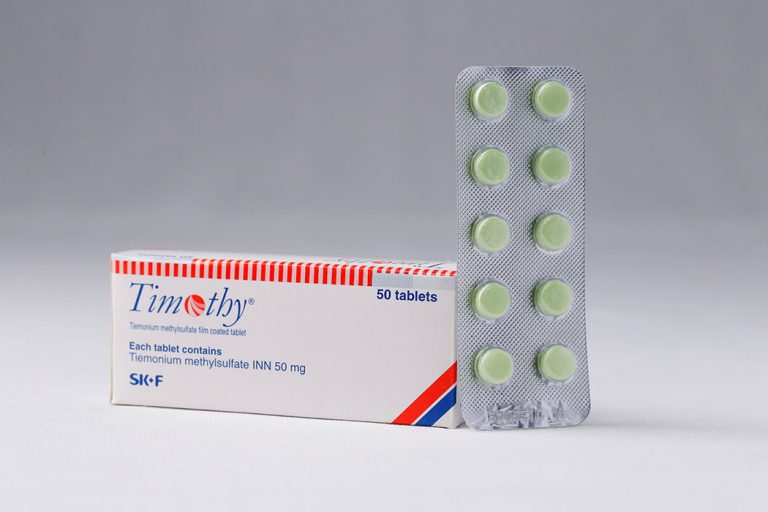 Timothy®
50 tablets
Tiemonium methylsulfate film coated tablet
Each tablet contains
Tiemonium methylsulfate INN 50 mg
SK+F